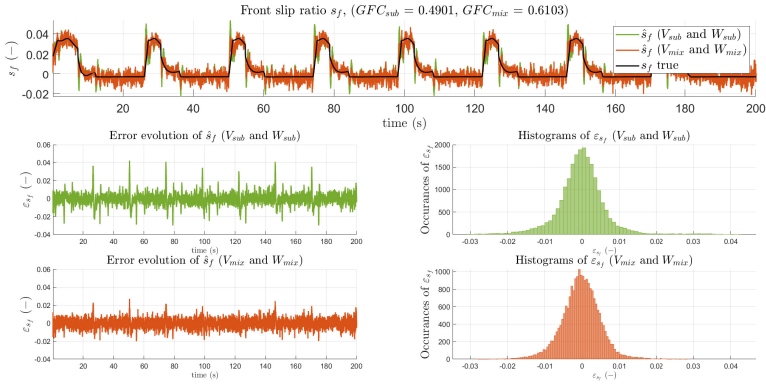 Front slip ratio s_f, (GFC_sub = 0.4901, GFC_mix = 0.6103)
0.04
0.02
0
-0.02
s_f (−)
ŝ_f (V_sub and W_sub)
ŝ_f (V_mix and W_mix)
s_f true
20 40 60 80 100 120 140 160 180 200
time (s)
Error evolution of ŝ_f (V_sub and W_sub)
0.06
0.04
0.02
0
-0.02
-0.04
ε_{s_f} (−)
20 40 60 80 100 120 140 160 180 200
time (s)
Histograms of ε_{s_f} (V_sub and W_sub)
2000
1500
1000
500
0
Occurances of ε_{s_f}
-0.03 -0.02 -0.01 0 0.01 0.02 0.03 0.04
ε_{s_f} (−)
Error evolution of ŝ_f (V_mix and W_mix)
0.06
0.04
0.02
0
-0.02
-0.04
ε_{s_f} (−)
20 40 60 80 100 120 140 160 180 200
time (s)
Histograms of ε_{s_f} (V_mix and W_mix)
1000
800
600
400
200
0
Occurances of ε_{s_f}
-0.03 -0.02 -0.01 0 0.01 0.02 0.03 0.04
ε_{s_f} (−)